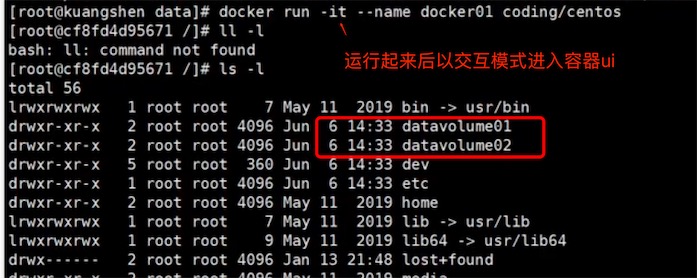 [root@kuangshen data]# docker run -it --name docker01 coding/centos
[root@cf8fd4d95671 /]# ll -l
bash: ll: command not found
运行起来后以交互模式进入容器ui
[root@cf8fd4d95671 /]# ls -l
total 56
lrwxrwxrwx 1 root root 7 May 11 2019 bin -> usr/bin
drwxr-xr-x 2 root root 4096 Jun 6 14:33 datavolume01
drwxr-xr-x 2 root root 4096 Jun 6 14:33 datavolume02
drwxr-xr-x 5 root root 360 Jun 6 14:33 dev
drwxr-xr-x 1 root root 4096 Jun 6 14:33 etc
drwxr-xr-x 2 root root 4096 May 11 2019 home
lrwxrwxrwx 1 root root 7 May 11 2019 lib -> usr/lib
lrwxrwxrwx 1 root root 9 May 11 2019 lib64 -> usr/lib64
drwx------ 2 root root 4096 Jan 13 21:48 lost+found